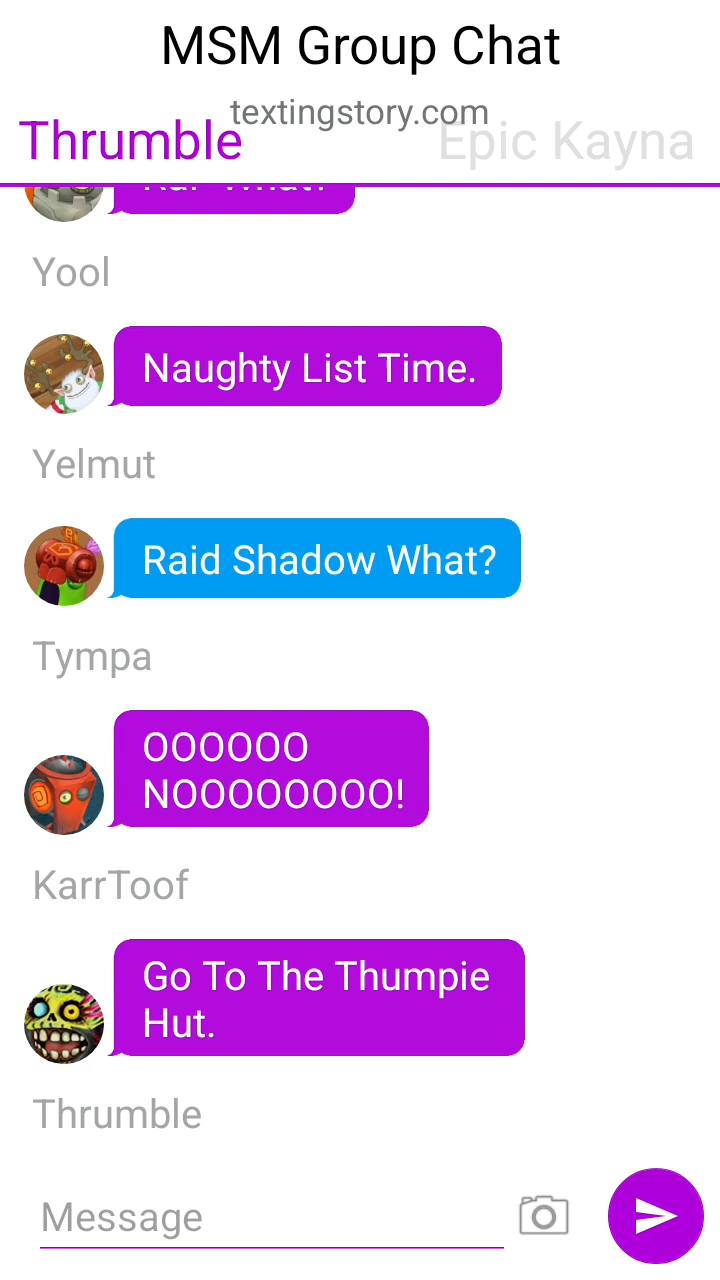 MSM Group Chat
textingstory.com
Thrumble
Epic Kayna
What?
Yool
Naughty List Time.
Yelmut
Raid Shadow What?
Tympa
OOOOOO
NOOOOOOOO!
KarrToof
Go To The Thumpie
Hut.
Thrumble
Message